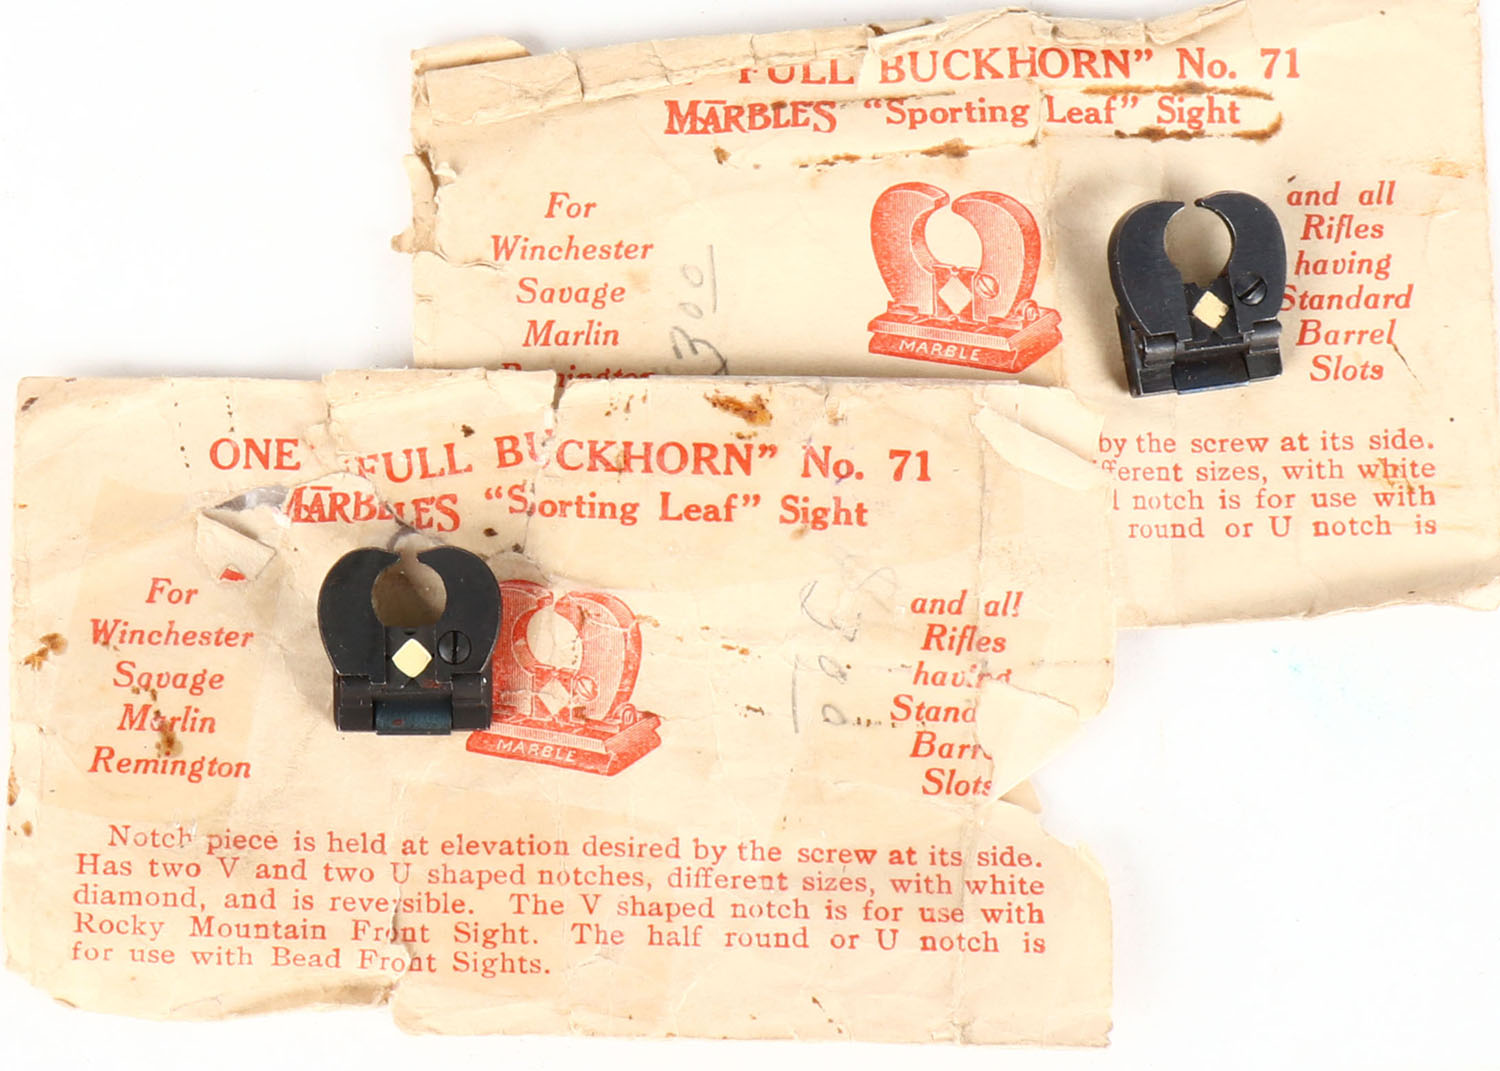 FULL BUCKHORN" No. 71
MARBLES "Sporting Leaf" Sight
For
Winchester
Savage
Marlin
Remington
300
MARBLE
and all
Rifles
having
Standard
Barrel
Slots
by the screw at its side.
fferent sizes, with white
notch is for use with
round or U notch is
ONE "FULL BUCKHORN" No. 71
MARBLES "Sporting Leaf" Sight
For
Winchester
Savage
Marlin
Remington
MARBLE
and all
Rifles
having
Stand
Barre
Slots
Notch piece is held at elevation desired by the screw at its side.
Has two V and two U shaped notches, different sizes, with white
diamond, and is reversible. The V shaped notch is for use with
Rocky Mountain Front Sight. The half round or U notch is
for use with Bead Front Sights.